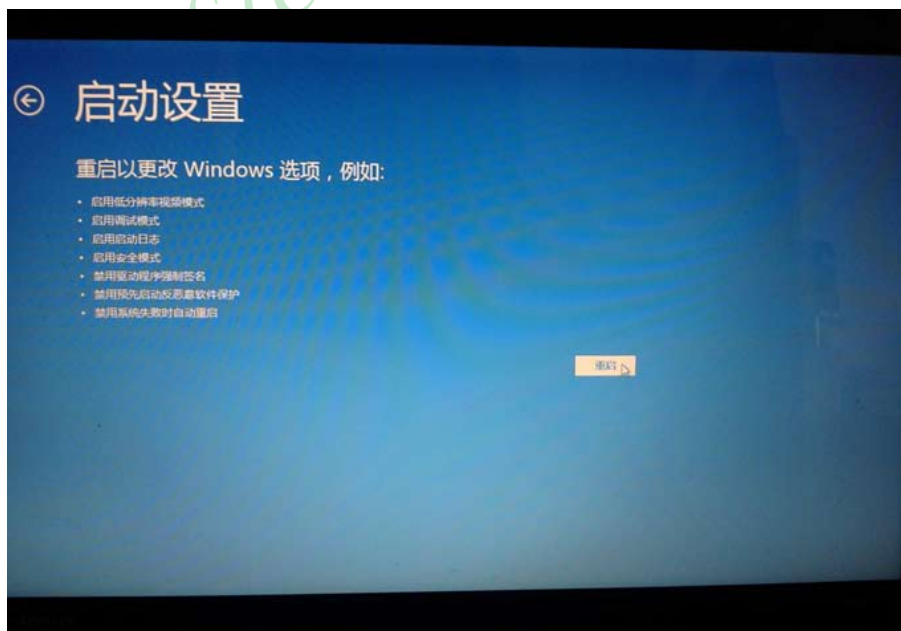 启动设置
重启以更改 Windows 选项，例如:
• 启用低分辨率视频模式
• 启用调试模式
• 启用启动日志
• 启用安全模式
• 禁用驱动程序强制签名
• 禁用预先启动反恶意软件保护
• 禁用系统失败时自动重启
重启